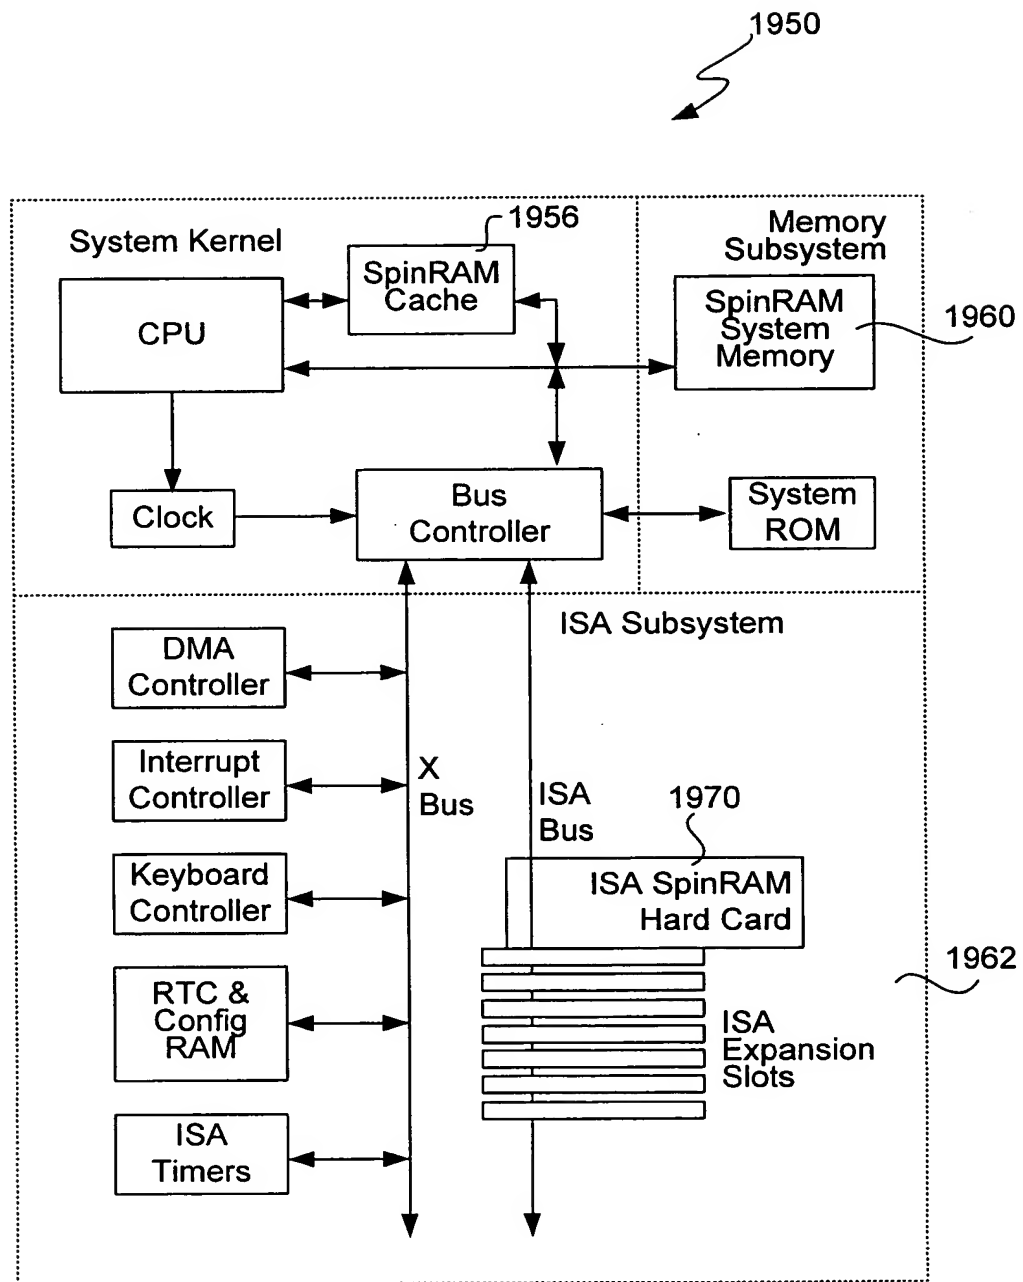 1950
System Kernel
1956
SpinRAM
Cache
CPU
Memory
Subsystem
SpinRAM
System
Memory
1960
Clock
Bus
Controller
System
ROM
ISA Subsystem
DMA
Controller
Interrupt
Controller
Keyboard
Controller
RTC &
Config
RAM
ISA
Timers
X
Bus
ISA
Bus
1970
ISA SpinRAM
Hard Card
1962
ISA
Expansion
Slots